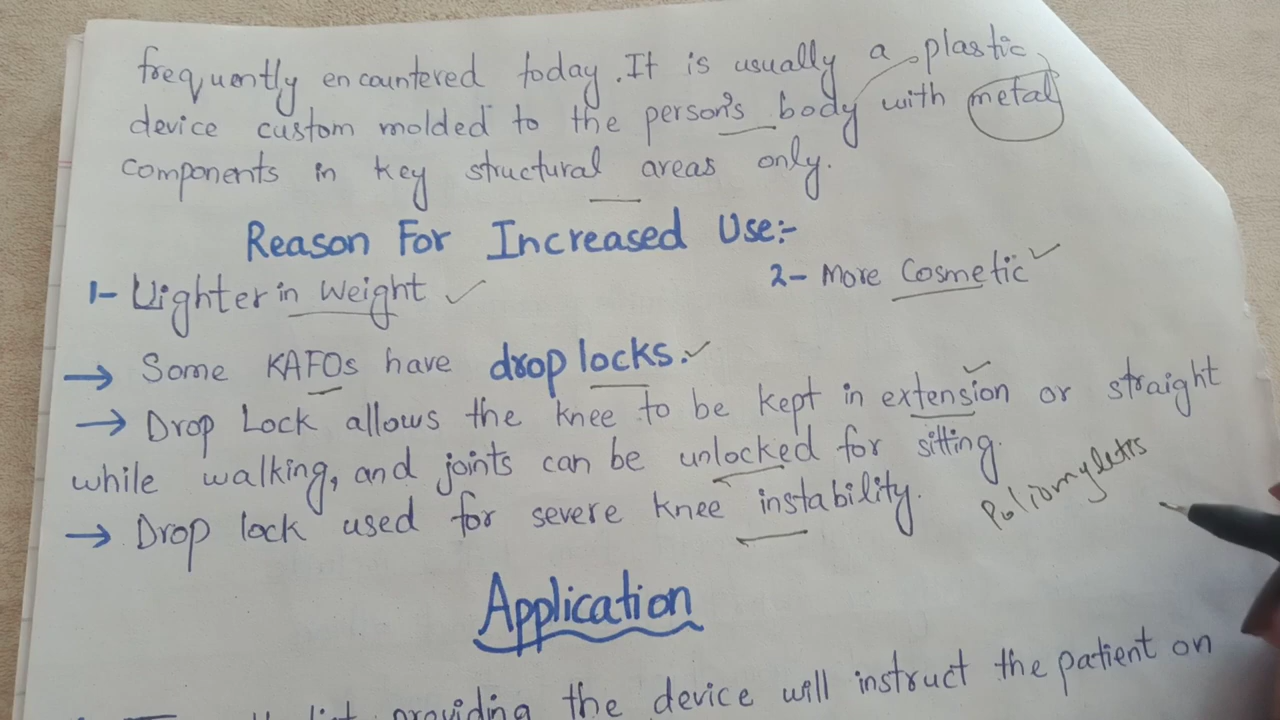 frequently encountered today. It is usually a plastic
device custom molded to the person's body with metal
components in key structural areas only.
Reason For Increased Use:-
1- Lighter in Weight ✓
2- More Cosmetic ✓
→ Some KAFOs have drop locks. ✓
→ Drop Lock allows the knee to be kept in extension or straight
while walking, and joints can be unlocked for sitting.
→ Drop lock used for severe knee instability.
Application
providing the device will instruct the patient on